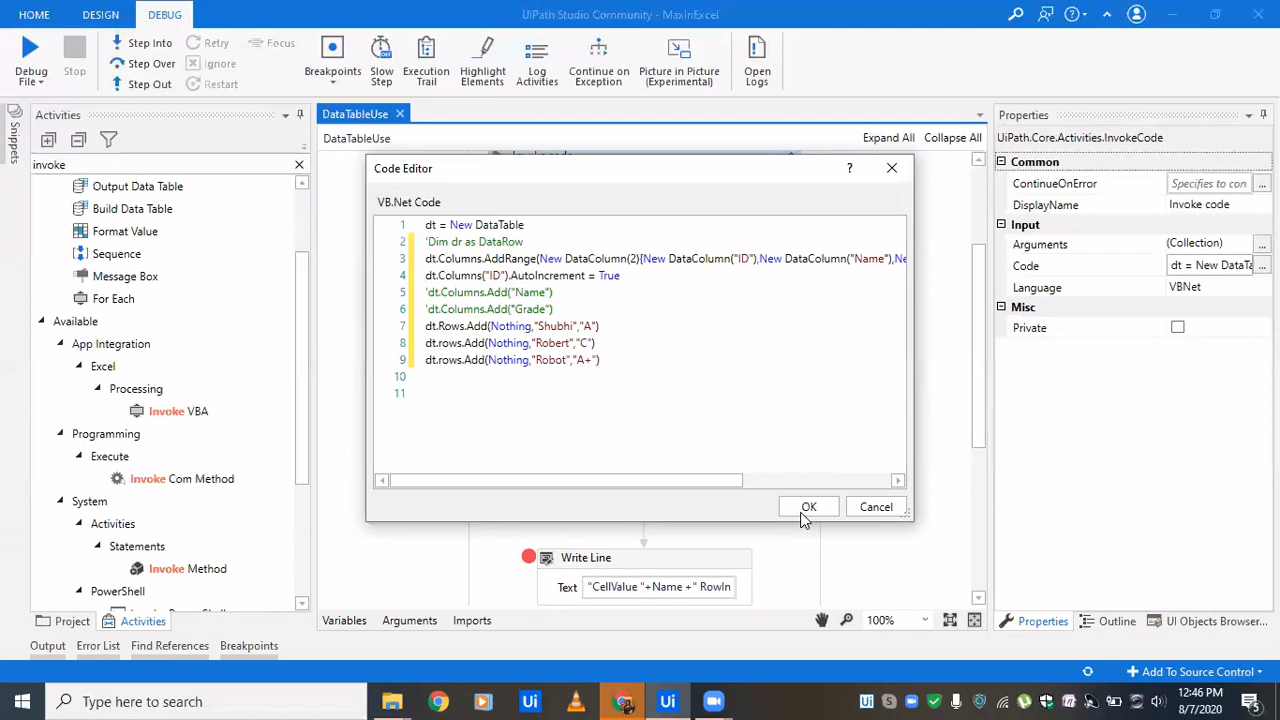 HOME DESIGN DEBUG UiPath Studio Community - MaxInExcel
Debug File Stop Step Into Step Over Step Out Retry Ignore Restart Focus Breakpoints Slow Step Execution Trail Highlight Elements Log Activities Continue on Exception Picture in Picture (Experimental) Open Logs
Snippets
Activities
invoke
Output Data Table
Build Data Table
Format Value
Sequence
Message Box
For Each
Available
App Integration
Excel
Processing
Invoke VBA
Programming
Execute
Invoke Com Method
System
Activities
Statements
Invoke Method
PowerShell
Project Activities
DataTableUse
DataTableUse Expand All Collapse All
Code Editor ?
VB.Net Code
1 dt = New DataTable
2 'Dim dr as DataRow
3 dt.Columns.AddRange(New DataColumn(2){New DataColumn("ID"),New DataColumn("Name"),Ne
4 dt.Columns("ID").AutoIncrement = True
5 'dt.Columns.Add("Name")
6 'dt.Columns.Add("Grade")
7 dt.Rows.Add(Nothing,"Shubhi","A")
8 dt.rows.Add(Nothing,"Robert","C")
9 dt.rows.Add(Nothing,"Robot","A+")
10
11
OK Cancel
Write Line
Text "CellValue "+Name +" RowIn
Variables Arguments Imports 100%
Properties
UiPath.Core.Activities.InvokeCode
Common
ContinueOnError Specifies to con ...
DisplayName Invoke code
Input
Arguments (Collection) ...
Code dt = New DataTa ...
Language VBNet
Misc
Private
Properties Outline UI Objects Browser...
Output Error List Find References Breakpoints
Add To Source Control
Type here to search
12:46 PM
8/7/2020
5